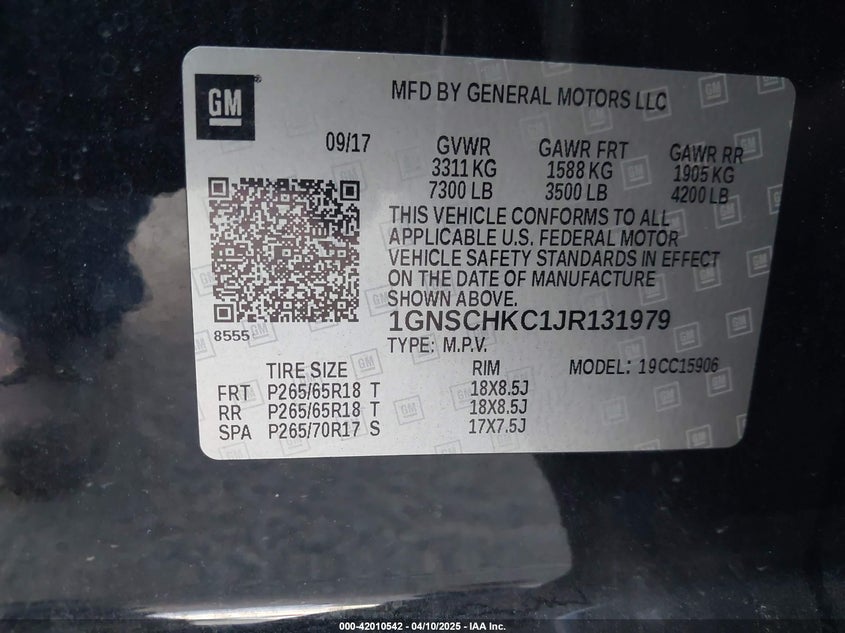 GM
MFD BY GENERAL MOTORS LLC
09/17 GVWR GAWR FRT GAWR RR
3311 KG 1588 KG 1905 KG
7300 LB 3500 LB 4200 LB
THIS VEHICLE CONFORMS TO ALL
APPLICABLE U.S. FEDERAL MOTOR
VEHICLE SAFETY STANDARDS IN EFFECT
ON THE DATE OF MANUFACTURE
SHOWN ABOVE.
8555
1GNSCHKC1JR131979
TYPE: M.P.V.
TIRE SIZE RIM MODEL: 19CC15906
FRT P265/65R18 T 18X8.5J
RR P265/65R18 T 18X8.5J
SPA P265/70R17 S 17X7.5J
000-42010542 - 04/10/2025 - IAA Inc.